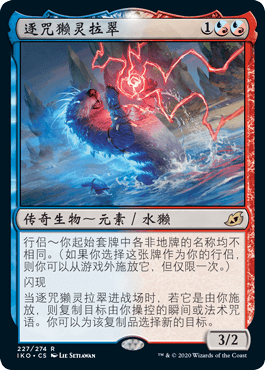 逐咒獭灵拉翠 1
传奇生物～元素／水獭
行侣～你起始套牌中各非地牌的名称均不
相同。（如果你选择这张牌作为你的行侣，
则你可以从游戏外施放它，但仅限一次。）
闪现
当逐咒獭灵拉翠进战场时，若它是由你施
放，则复制目标由你操控的瞬间或法术咒
语。你可以为该复制品选择新的目标。
3/2
227/274 R
IKO • CS Lie Setiawan
™ & © 2020 Wizards of the Coast